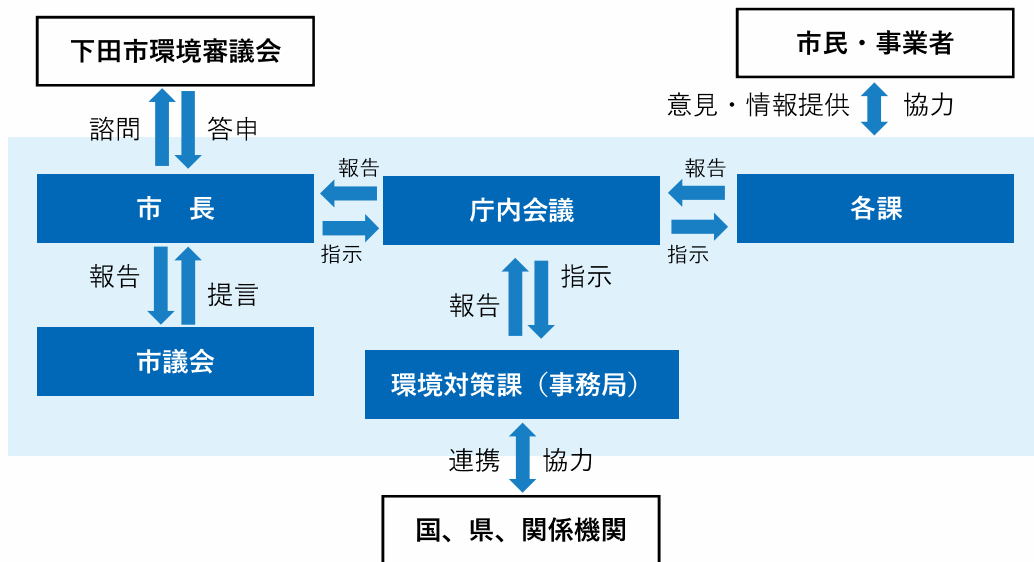 下田市環境審議会
市民・事業者
諮問
答申
意見・情報提供
協力
市　長
報告
指示
庁内会議
報告
指示
各課
報告
提言
報告
指示
市議会
環境対策課（事務局）
連携
協力
国、県、関係機関